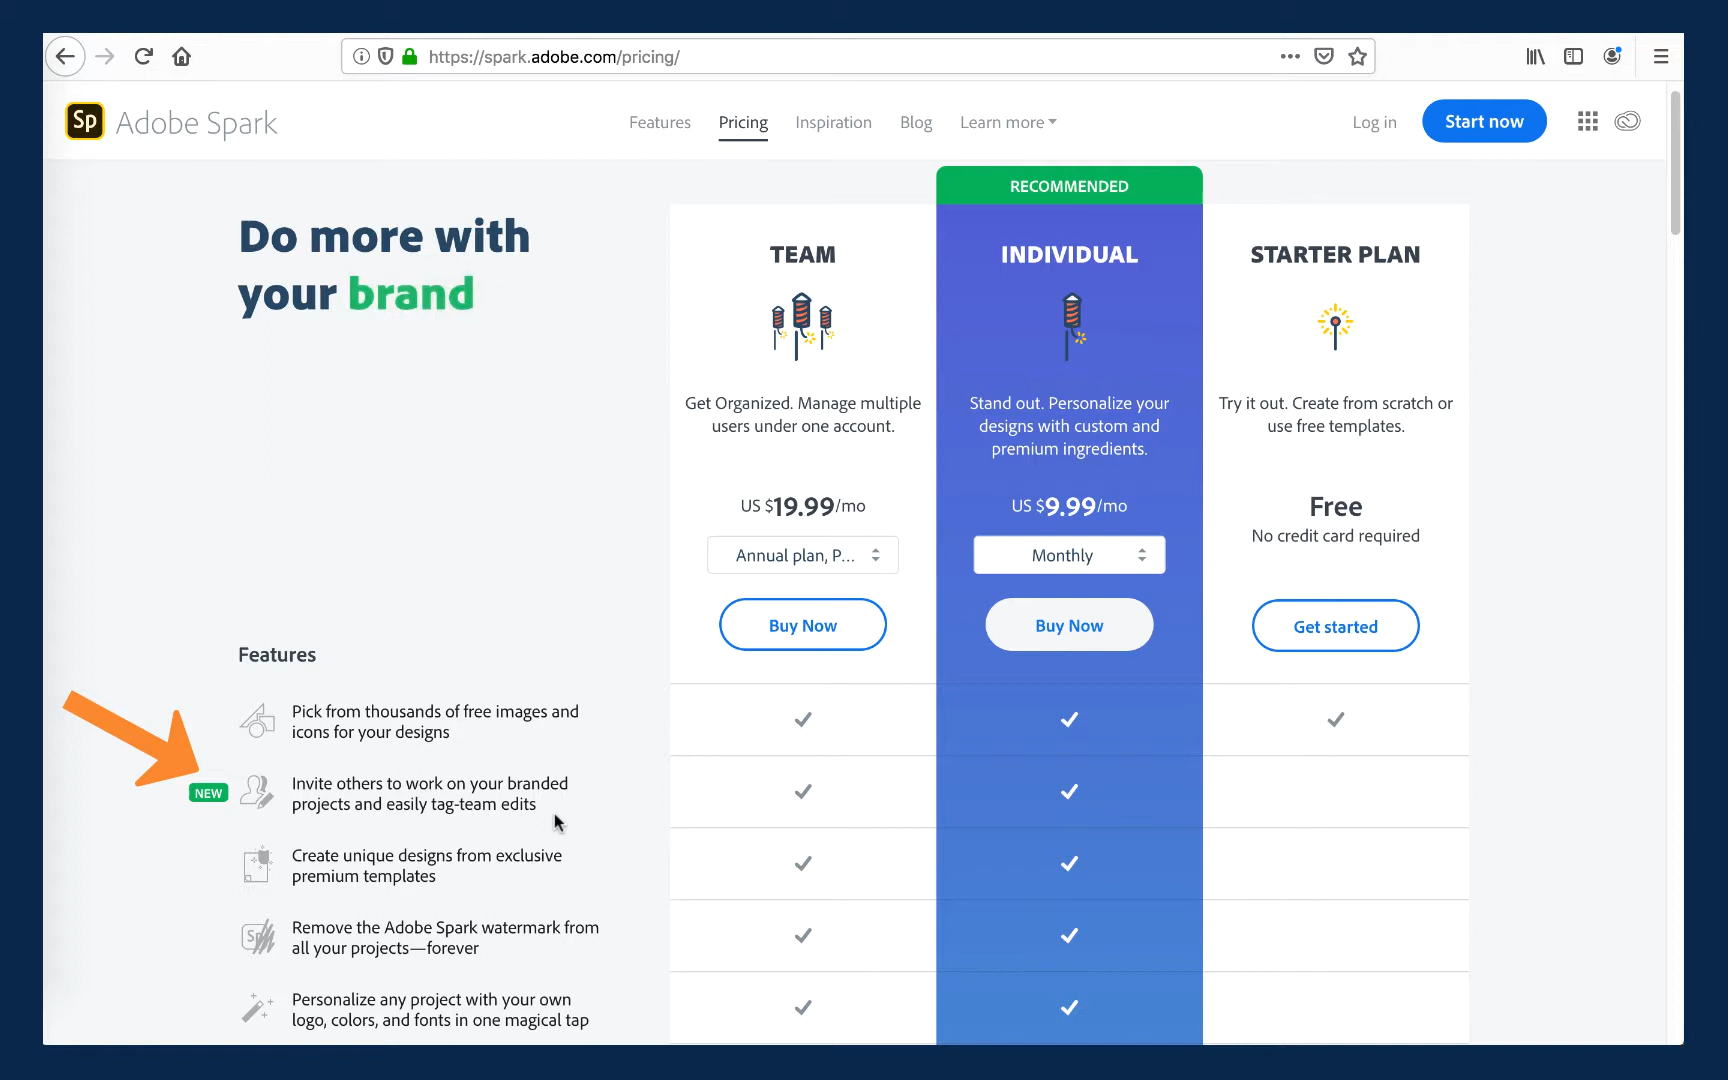 https://spark.adobe.com/pricing/
Sp Adobe Spark
Features Pricing Inspiration Blog Learn more Log in Start now
RECOMMENDED
Do more with
your brand
TEAM
Get Organized. Manage multiple
users under one account.
US $19.99/mo
Annual plan, P...
Buy Now
INDIVIDUAL
Stand out. Personalize your
designs with custom and
premium ingredients.
US $9.99/mo
Monthly
Buy Now
STARTER PLAN
Try it out. Create from scratch or
use free templates.
Free
No credit card required
Get started
Features
Pick from thousands of free images and
icons for your designs
NEW
Invite others to work on your branded
projects and easily tag-team edits
Create unique designs from exclusive
premium templates
Sp
Remove the Adobe Spark watermark from
all your projects—forever
Personalize any project with your own
logo, colors, and fonts in one magical tap